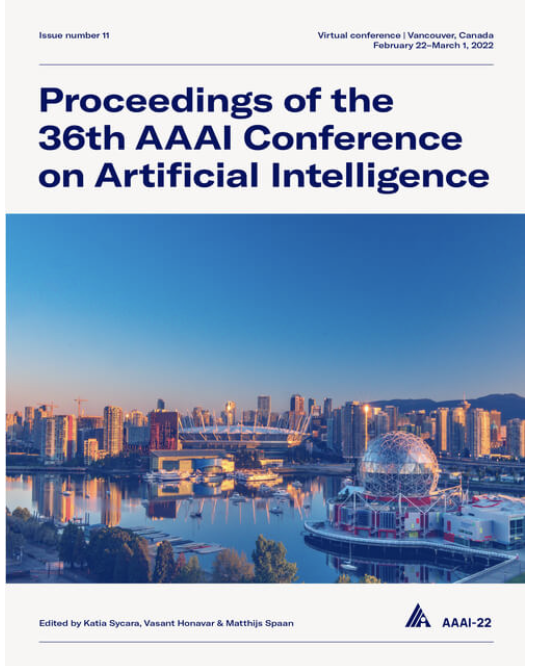 Issue number 11
Virtual conference | Vancouver, Canada
February 22–March 1, 2022
Proceedings of the
36th AAAI Conference
on Artificial Intelligence
Edited by Katia Sycara, Vasant Honavar & Matthijs Spaan
AAAI-22